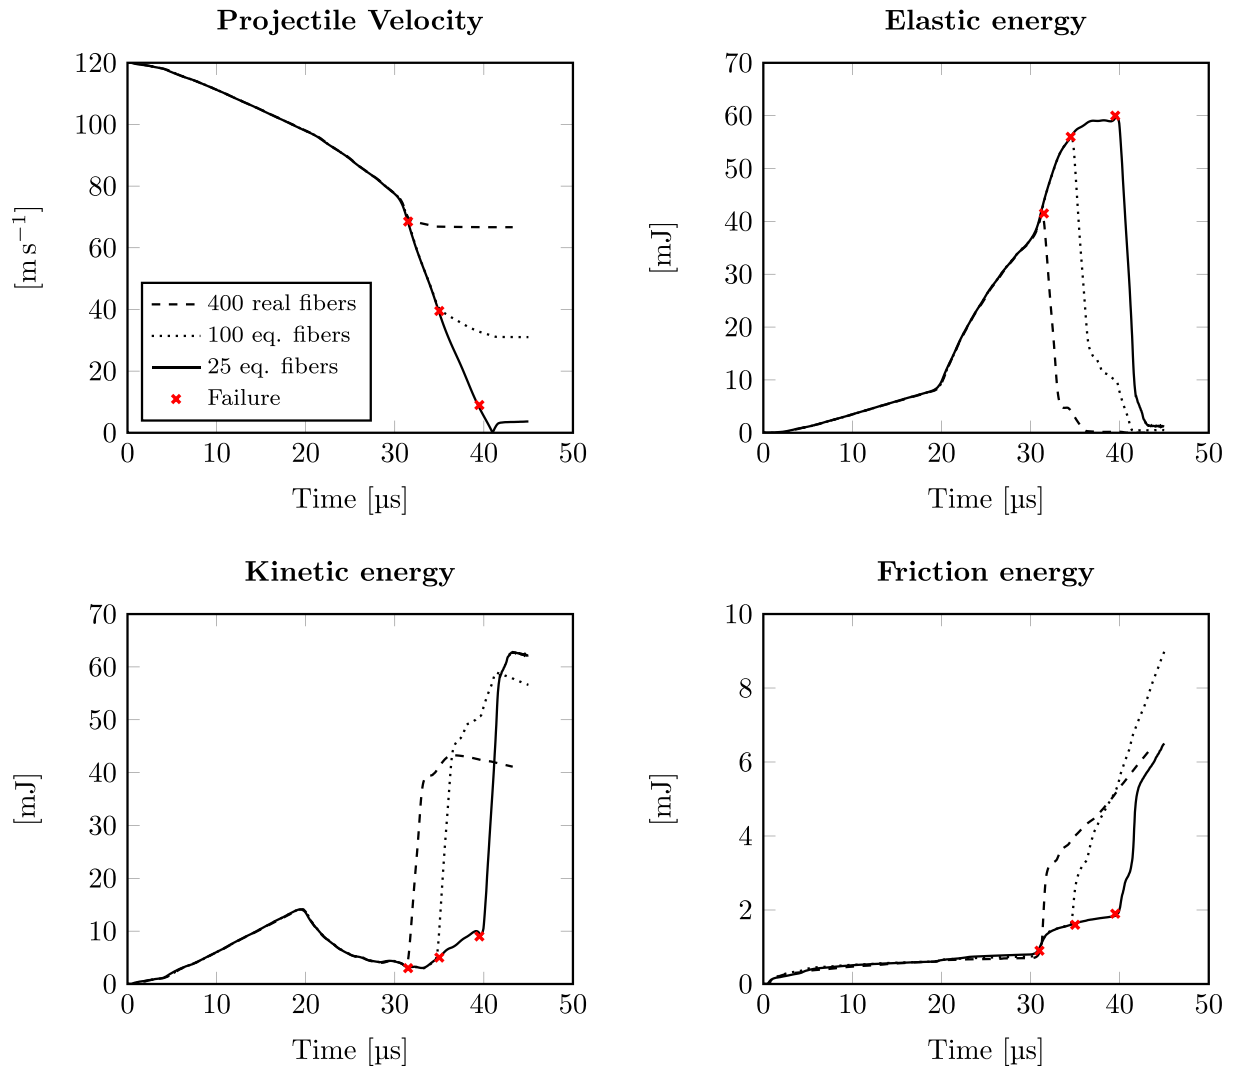 Projectile Velocity
120
100
80
60
40
20
0
[m s⁻¹]
400 real fibers
100 eq. fibers
25 eq. fibers
Failure
0 10 20 30 40 50
Time [µs]
Elastic energy
70
60
50
40
30
20
10
0
[mJ]
0 10 20 30 40 50
Time [µs]
Kinetic energy
70
60
50
40
30
20
10
0
[mJ]
0 10 20 30 40 50
Time [µs]
Friction energy
10
8
6
4
2
0
[mJ]
0 10 20 30 40 50
Time [µs]